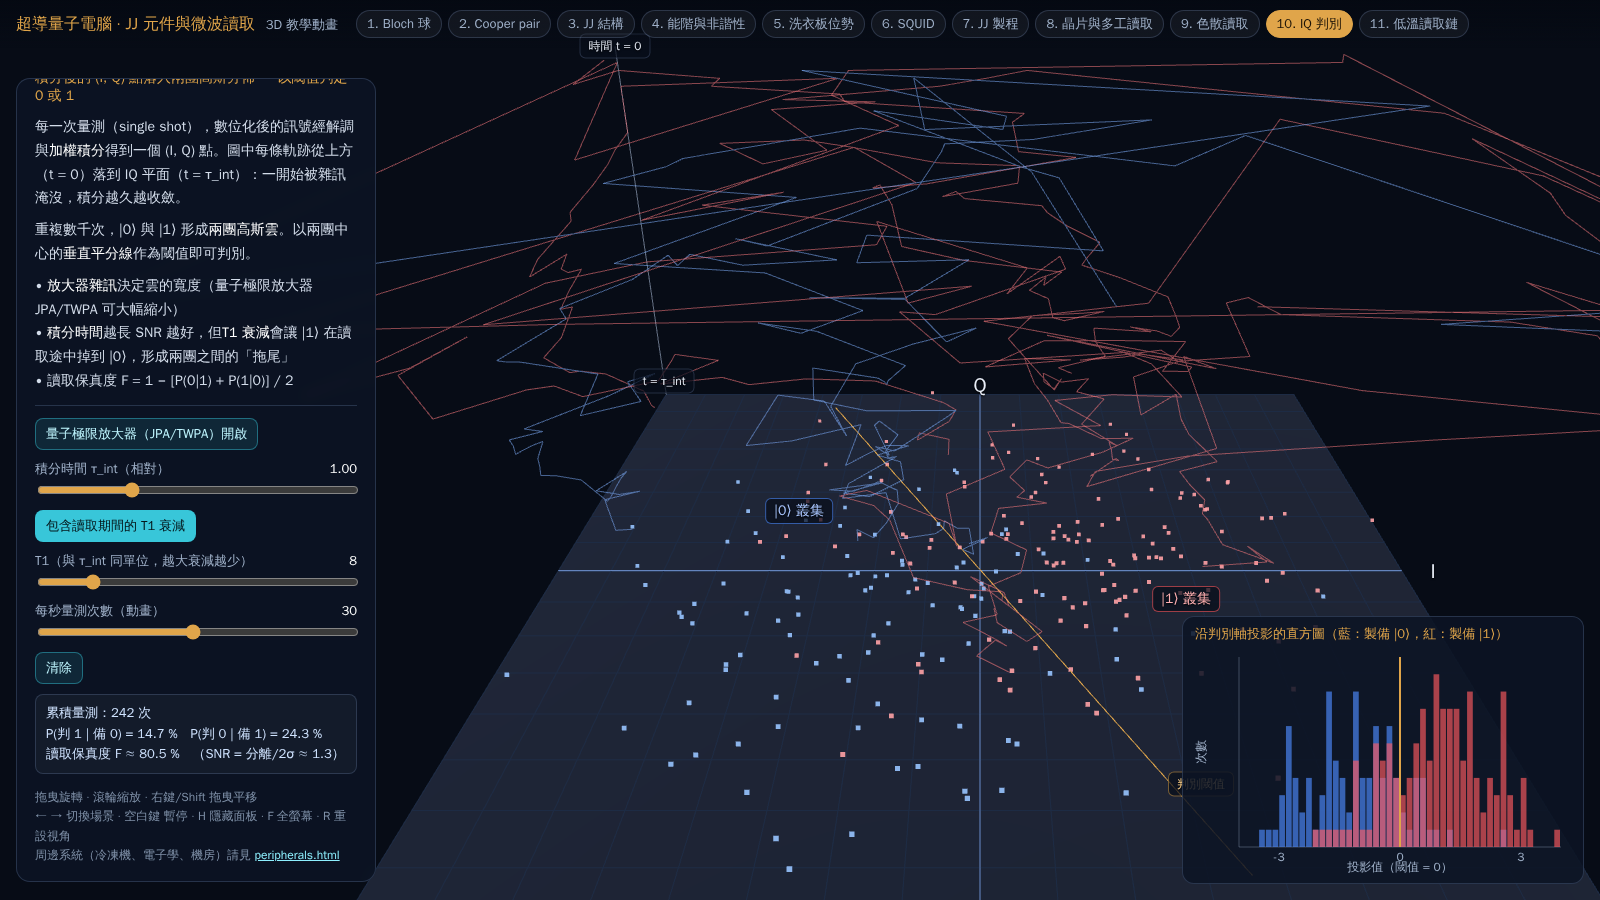 超導量子電腦 · JJ 元件與微波讀取
3D 教學動畫
1. Bloch 球
2. Cooper pair
3. JJ 結構
4. 能階與非諧性
5. 洗衣板位勢
6. SQUID
7. JJ 製程
8. 晶片與多工讀取
9. 色散讀取
10. IQ 判別
11. 低溫讀取鏈
時間 t = 0
0 或 1
每一次量測（single shot），數位化後的訊號經解調
與加權積分得到一個 (I, Q) 點。圖中每條軌跡從上方
（t = 0）落到 IQ 平面（t = τ_int）：一開始被雜訊
淹沒，積分越久越收斂。
重複數千次，|0⟩ 與 |1⟩ 形成兩團高斯雲。以兩團中
心的垂直平分線作為閾值即可判別。
• 放大器雜訊決定雲的寬度（量子極限放大器
JPA/TWPA 可大幅縮小）
• 積分時間越長 SNR 越好，但T1 衰減會讓 |1⟩ 在讀
取途中掉到 |0⟩，形成兩團之間的「拖尾」
• 讀取保真度 F = 1 − [P(0|1) + P(1|0)] / 2
量子極限放大器（JPA/TWPA）開啟
積分時間 τ_int（相對） 1.00
包含讀取期間的 T1 衰減
T1（與 τ_int 同單位，越大衰減越少） 8
每秒量測次數（動畫） 30
清除
累積量測：242 次
P(判 1 | 備 0) = 14.7 % P(判 0 | 備 1) = 24.3 %
讀取保真度 F ≈ 80.5 % （SNR = 分離/2σ ≈ 1.3）
拖曳旋轉 · 滾輪縮放 · 右鍵/Shift 拖曳平移
← → 切換場景 · 空白鍵 暫停 · H 隱藏面板 · F 全螢幕 · R 重
設視角
周邊系統（冷凍機、電子學、機房）請見 peripherals.html
t = τ_int
Q
|0⟩ 叢集
I
|1⟩ 叢集
判別閾值
沿判別軸投影的直方圖（藍：製備 |0⟩，紅：製備 |1⟩）
次數
-3 0 3
投影值（閾值 = 0）